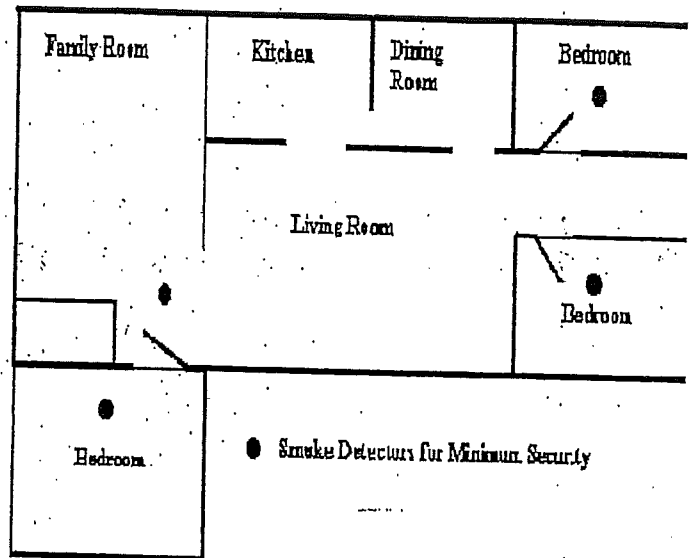 Family Room
Kitchen
Dining
Room
Bedroom
Living Room
Bedroom
Bedroom
Smoke Detectors for Minimum Security